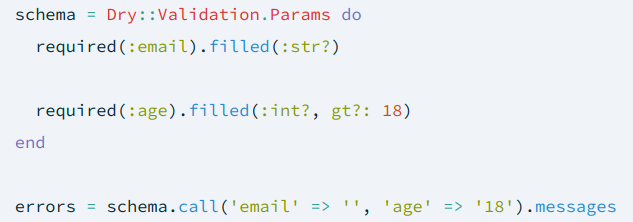 schema = Dry::Validation.Params do
  required(:email).filled(:str?)

  required(:age).filled(:int?, gt?: 18)
end

errors = schema.call('email' => '', 'age' => '18').messages